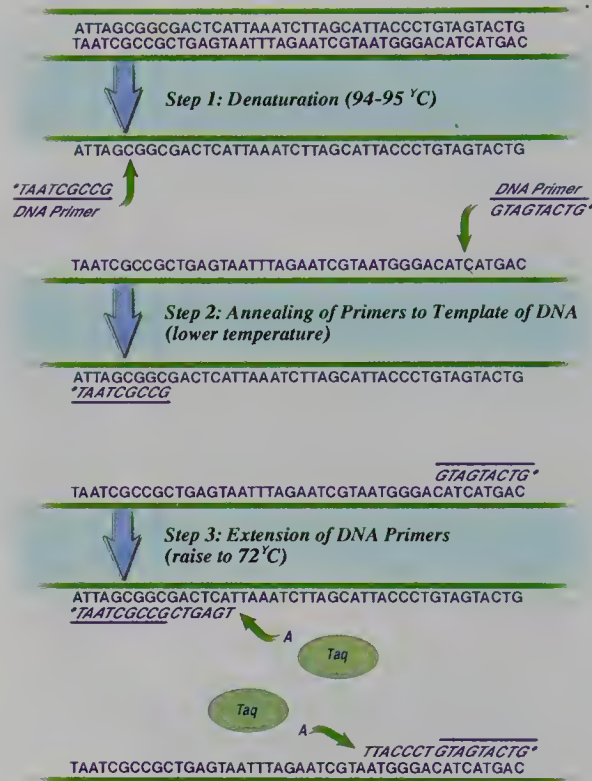 ATTAGCGGCGACTCATTAAATCTTAGCATTACCCTGTAGTACTG
TAATCGCCGCTGAGTAATTTAGAATCGTAATGGGACATCATGAC
Step 1: Denaturation (94-95 ʸC)
ATTAGCGGCGACTCATTAAATCTTAGCATTACCCTGTAGTACTG
*TAATCGCCG
DNA Primer
DNA Primer
GTAGTACTG*
TAATCGCCGCTGAGTAATTTAGAATCGTAATGGGACATCATGAC
Step 2: Annealing of Primers to Template of DNA
(lower temperature)
ATTAGCGGCGACTCATTAAATCTTAGCATTACCCTGTAGTACTG
*TAATCGCCG
GTAGTACTG*
TAATCGCCGCTGAGTAATTTAGAATCGTAATGGGACATCATGAC
Step 3: Extension of DNA Primers
(raise to 72ʸC)
ATTAGCGGCGACTCATTAAATCTTAGCATTACCCTGTAGTACTG
*TAATCGCCGCTGAGT
A
Taq
Taq
A
TTACCCTGTAGTACTG*
TAATCGCCGCTGAGTAATTTAGAATCGTAATGGGACATCATGAC